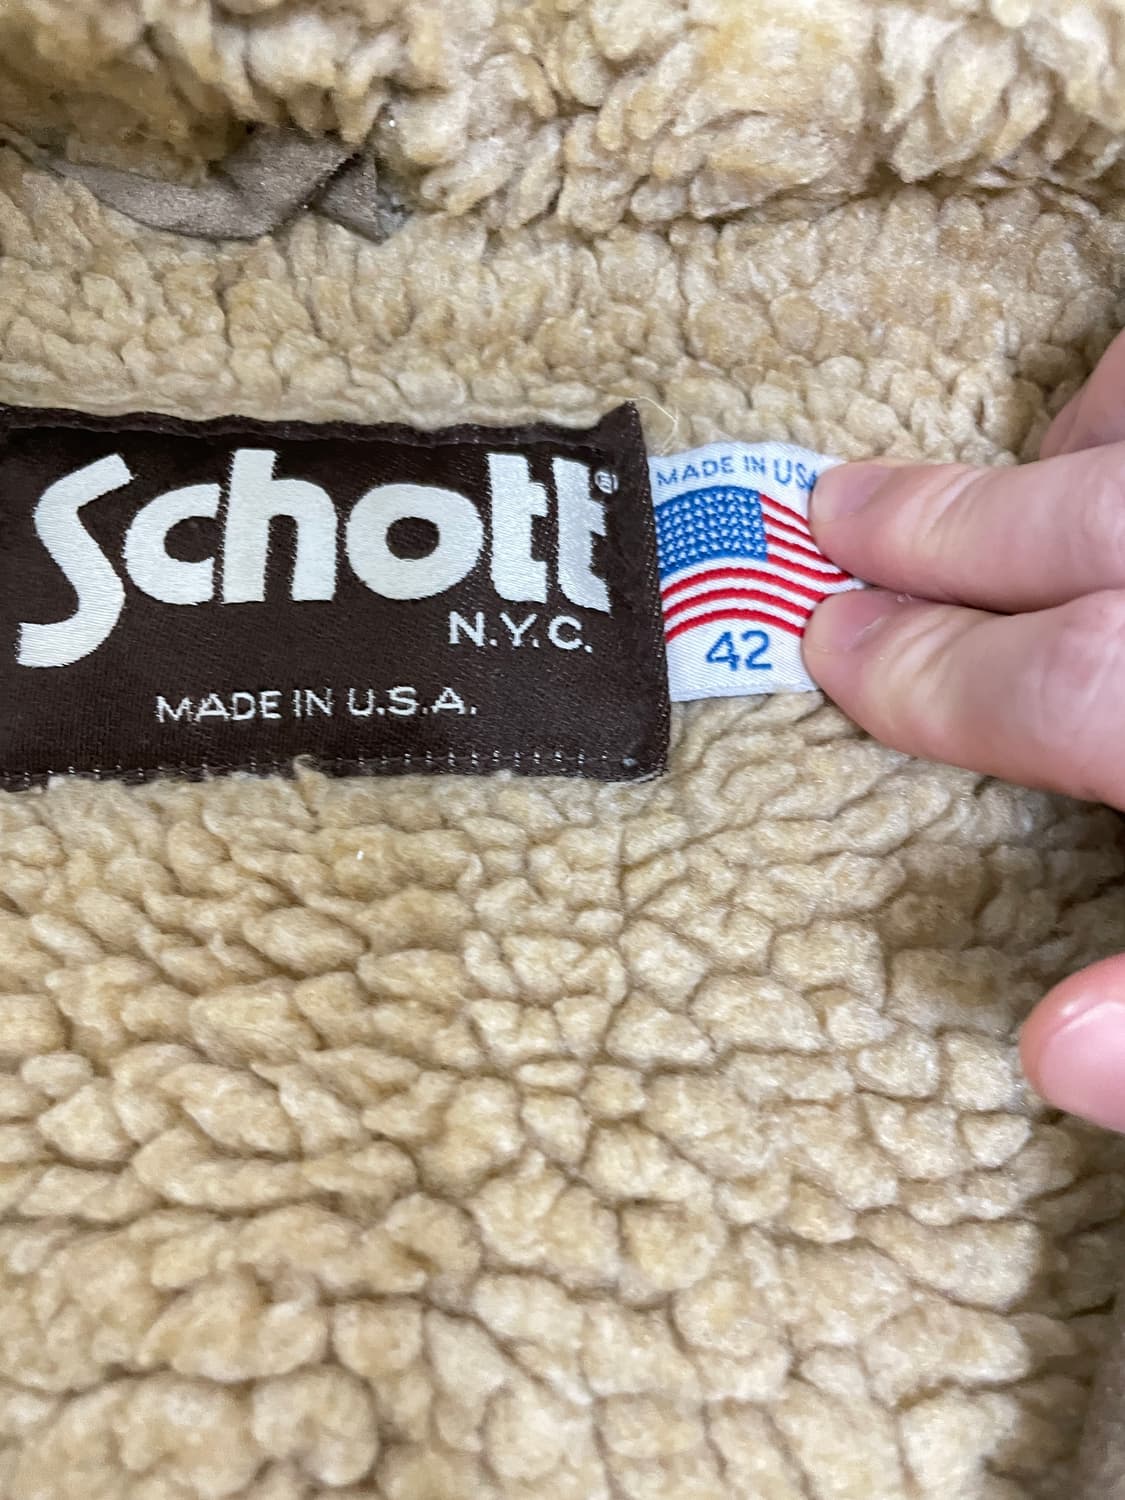 Schott®
N.Y.C.
MADE IN U.S.A.
MADE IN USA
42